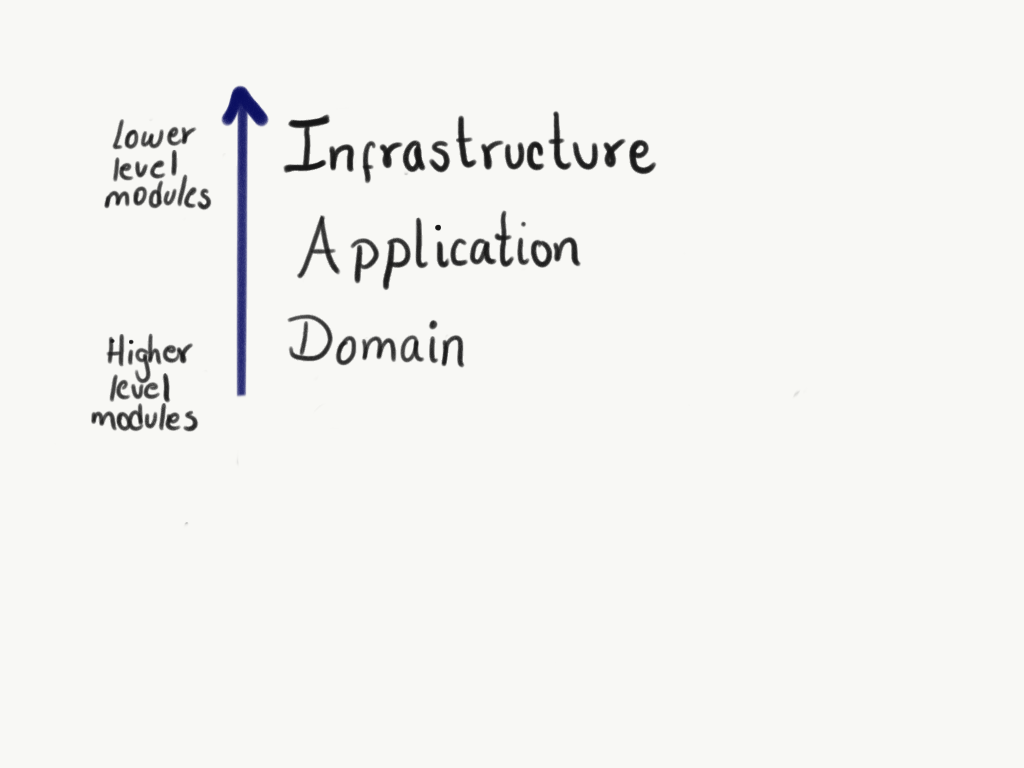 Lower
level
modules
Infrastructure
Application
Domain
Higher
level
modules